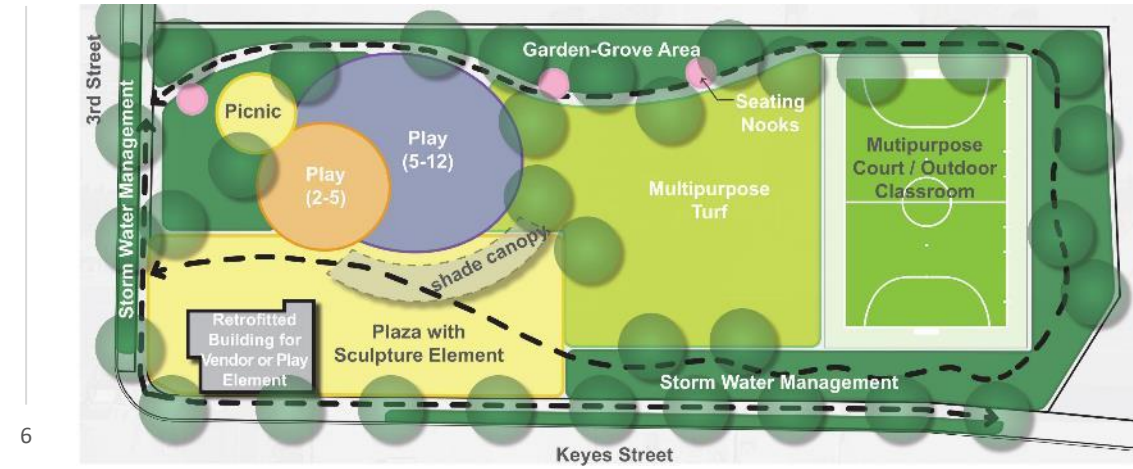 3rd Street
Storm Water Management
Garden-Grove Area
Picnic
Play
(5-12)
Play
(2-5)
Seating
Nooks
Multipurpose
Turf
Mutipurpose
Court / Outdoor
Classroom
shade canopy
Retrofitted
Building for
Vendor or Play
Element
Plaza with
Sculpture Element
Storm Water Management
Keyes Street
6